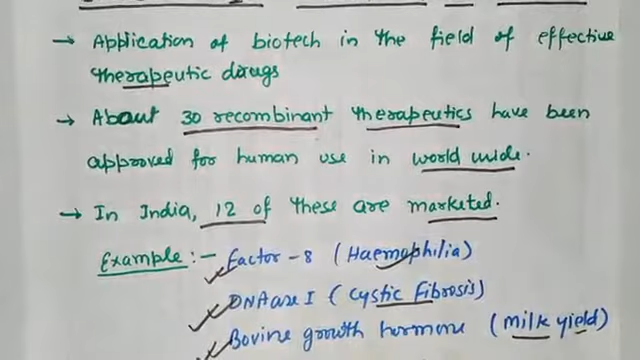 → Application of biotech in the field of effective
therapeutic drugs
→ About 30 recombinant therapeutics have been
approved for human use in world wide.
→ In India, 12 of these are marketed.
Example :- Factor -8 (Haemophilia)
DNAase I (Cystic Fibrosis)
Bovine growth hormone (milk yield)